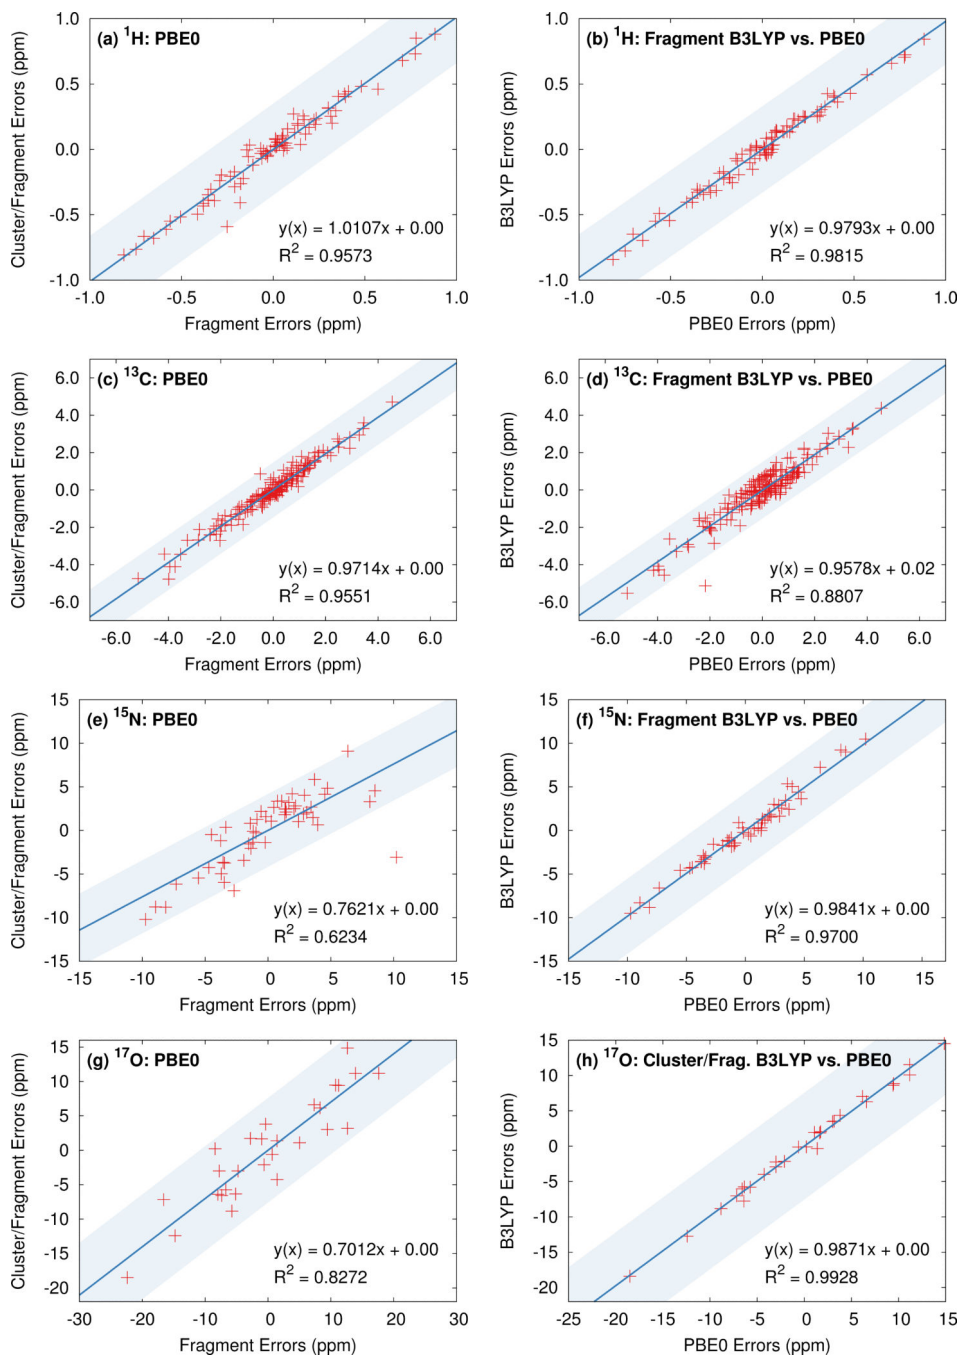 (a) ¹H: PBE0
Cluster/Fragment Errors (ppm)
1.0
0.5
0.0
-0.5
-1.0
y(x) = 1.0107x + 0.00
R² = 0.9573
-1.0 -0.5 0.0 0.5 1.0
Fragment Errors (ppm)
(b) ¹H: Fragment B3LYP vs. PBE0
B3LYP Errors (ppm)
1.0
0.5
0.0
-0.5
-1.0
y(x) = 0.9793x + 0.00
R² = 0.9815
-1.0 -0.5 0.0 0.5 1.0
PBE0 Errors (ppm)
(c) ¹³C: PBE0
Cluster/Fragment Errors (ppm)
6.0
4.0
2.0
0.0
-2.0
-4.0
-6.0
y(x) = 0.9714x + 0.00
R² = 0.9551
-6.0 -4.0 -2.0 0.0 2.0 4.0 6.0
Fragment Errors (ppm)
(d) ¹³C: Fragment B3LYP vs. PBE0
B3LYP Errors (ppm)
6.0
4.0
2.0
0.0
-2.0
-4.0
-6.0
y(x) = 0.9578x + 0.02
R² = 0.8807
-6.0 -4.0 -2.0 0.0 2.0 4.0 6.0
PBE0 Errors (ppm)
(e) ¹⁵N: PBE0
Cluster/Fragment Errors (ppm)
15
10
5
0
-5
-10
-15
y(x) = 0.7621x + 0.00
R² = 0.6234
-15 -10 -5 0 5 10 15
Fragment Errors (ppm)
(f) ¹⁵N: Fragment B3LYP vs. PBE0
B3LYP Errors (ppm)
15
10
5
0
-5
-10
-15
y(x) = 0.9841x + 0.00
R² = 0.9700
-15 -10 -5 0 5 10 15
PBE0 Errors (ppm)
(g) ¹⁷O: PBE0
Cluster/Fragment Errors (ppm)
15
10
5
0
-5
-10
-15
-20
y(x) = 0.7012x + 0.00
R² = 0.8272
-30 -20 -10 0 10 20 30
Fragment Errors (ppm)
(h) ¹⁷O: Cluster/Frag. B3LYP vs. PBE0
B3LYP Errors (ppm)
15
10
5
0
-5
-10
-15
-20
y(x) = 0.9871x + 0.00
R² = 0.9928
-25 -20 -15 -10 -5 0 5 10 15
PBE0 Errors (ppm)